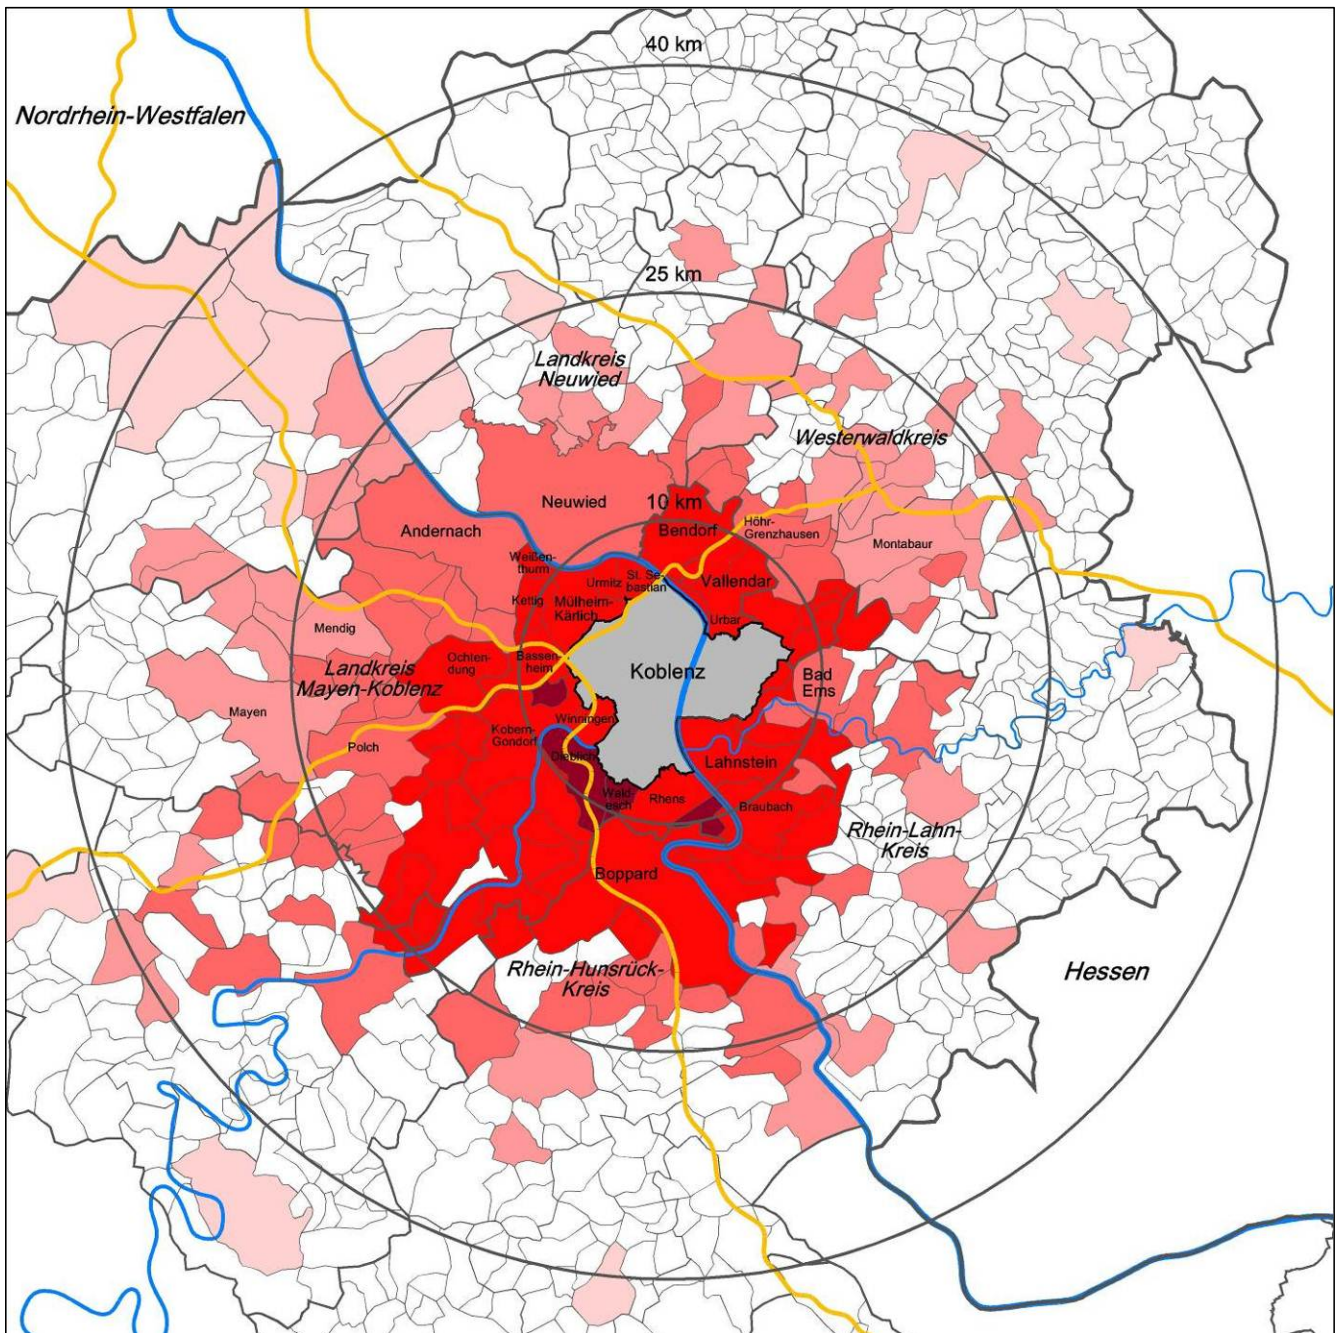 40 km
Nordrhein-Westfalen
25 km
Landkreis
Neuwied
Westerwaldkreis
10 km
Neuwied
Bendorf
Andernach
Höhr-
Grenzhausen
Montabaur
Weißen-
thurm
Urmitz
St. Se-
bastian
Vallendar
Kettig
Mülheim-
Kärlich
Urbar
Mendig
Ochten-
dung
Bassen-
heim
Koblenz
Bad
Ems
Landkreis
Mayen-Koblenz
Mayen
Winningen
Kobern-
Gondorf
Polch
Dieblich
Lahnstein
Wald-
esch
Rhens
Braubach
Rhein-Lahn-
Kreis
Boppard
Rhein-Hunsrück-
Kreis
Hessen